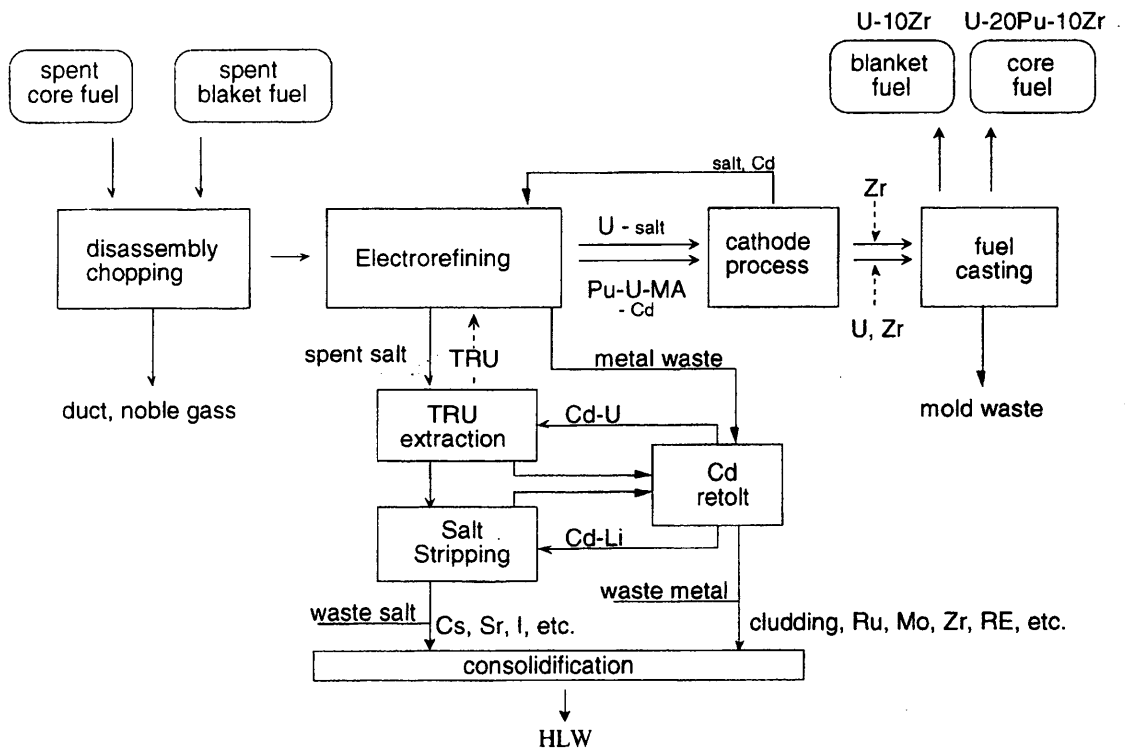 U-10Zr
U-20Pu-10Zr
spent
core fuel
spent
blaket fuel
blanket
fuel
core
fuel
salt, Cd
Zr
disassembly
chopping
Electrorefining
U - salt
Pu-U-MA
- Cd
cathode
process
fuel
casting
U, Zr
spent salt
TRU
metal waste
duct, noble gass
mold waste
TRU
extraction
Cd-U
Cd
retolt
Salt
Stripping
Cd-Li
waste salt
Cs, Sr, I, etc.
waste metal
cludding, Ru, Mo, Zr, RE, etc.
consolidification
HLW